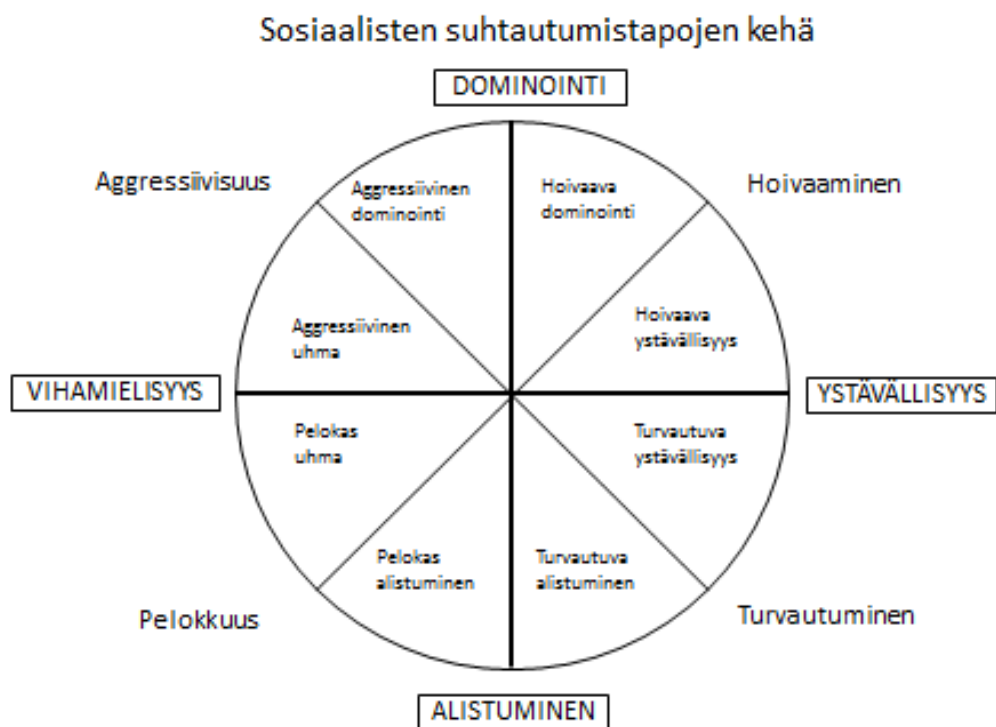 Sosiaalisten suhtautumistapojen kehä
DOMINOINTI
Aggressiivisuus
Hoivaaminen
Aggressiivinen
dominointi
Hoivaava
dominointi
Aggressiivinen
uhma
Hoivaava
ystävällisyys
VIHAMIELISYYS
YSTÄVÄLLISYYS
Pelokas
uhma
Turvautuva
ystävällisyys
Pelokas
alistuminen
Turvautuva
alistuminen
Pelokkuus
Turvautuminen
ALISTUMINEN